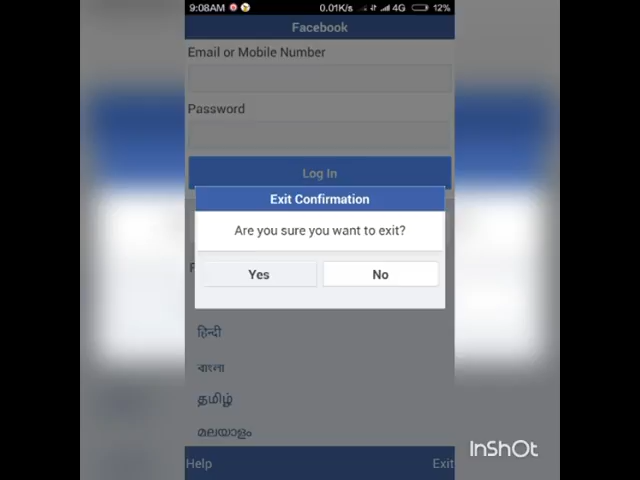 9:08AM 0.01K/s 4G 12%
Facebook
Email or Mobile Number
Password
Log In
Exit Confirmation
Are you sure you want to exit?
Yes No
हिन्दी
বাংলা
தமிழ்
മലയാളം
Help Exit
InShOt